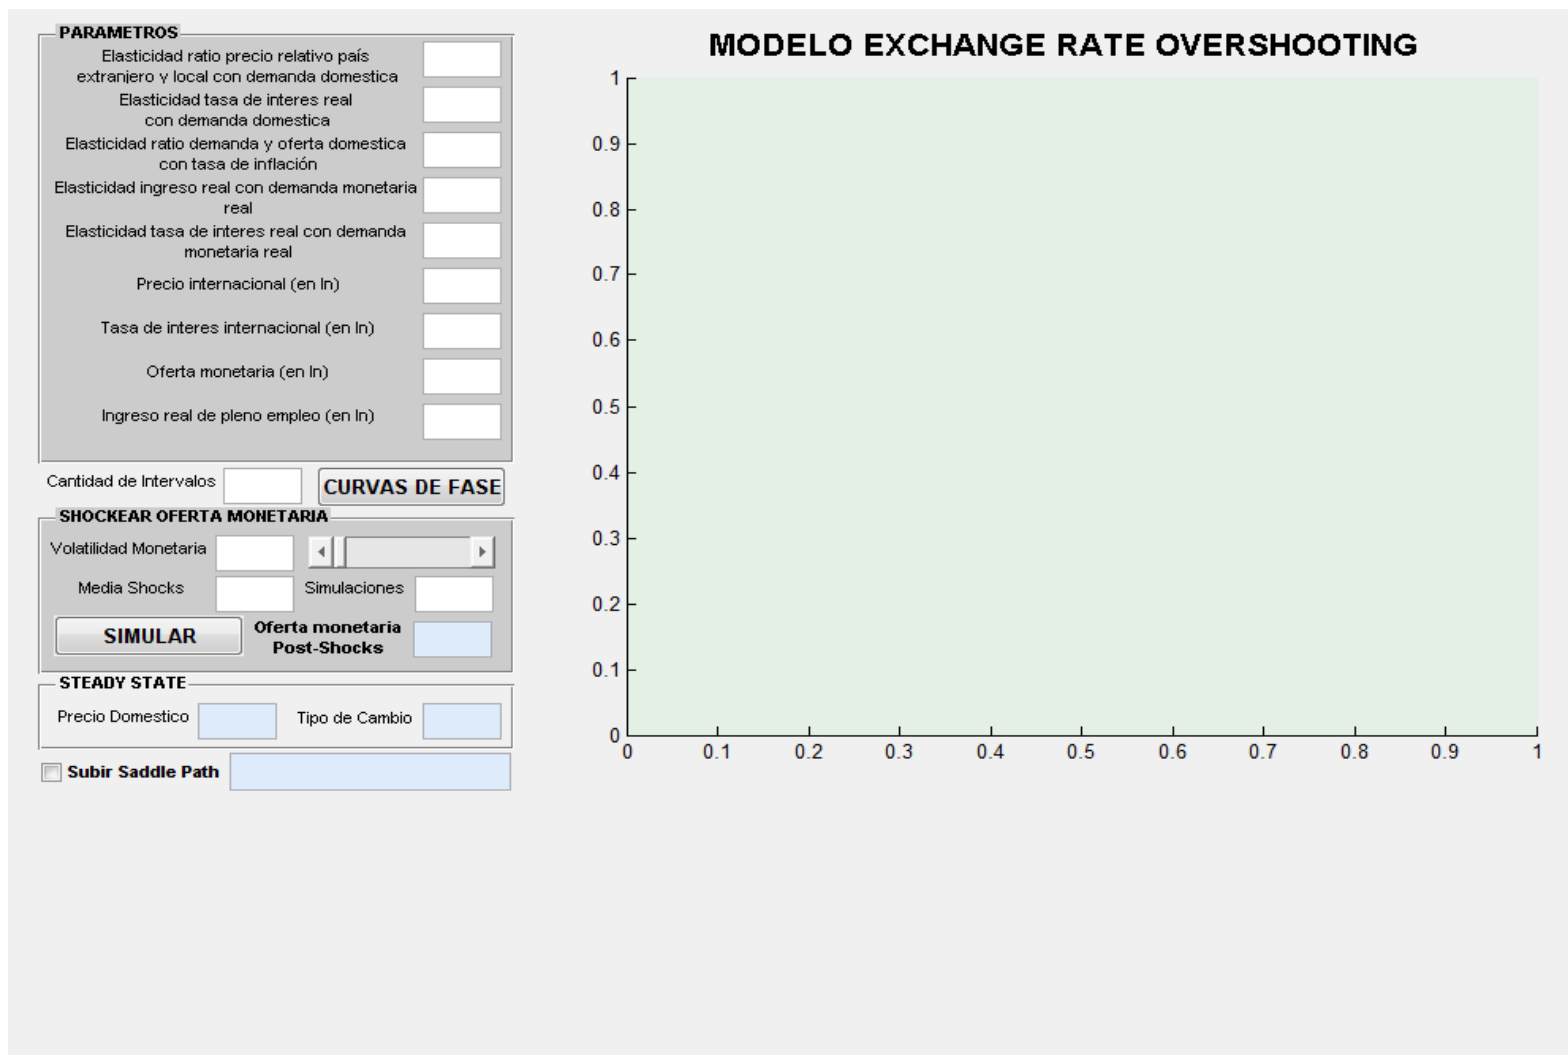 PARAMETROS
Elasticidad ratio precio relativo país
extranjero y local con demanda domestica
Elasticidad tasa de interes real
con demanda domestica
Elasticidad ratio demanda y oferta domestica
con tasa de inflación
Elasticidad ingreso real con demanda monetaria
real
Elasticidad tasa de interes real con demanda
monetaria real
Precio internacional (en ln)
Tasa de interes internacional (en ln)
Oferta monetaria (en ln)
Ingreso real de pleno empleo (en ln)
Cantidad de Intervalos
CURVAS DE FASE
SHOCKEAR OFERTA MONETARIA
Volatilidad Monetaria
Media Shocks Simulaciones
SIMULAR
Oferta monetaria
Post-Shocks
STEADY STATE
Precio Domestico Tipo de Cambio
Subir Saddle Path
MODELO EXCHANGE RATE OVERSHOOTING
1
0.9
0.8
0.7
0.6
0.5
0.4
0.3
0.2
0.1
0
0 0.1 0.2 0.3 0.4 0.5 0.6 0.7 0.8 0.9 1